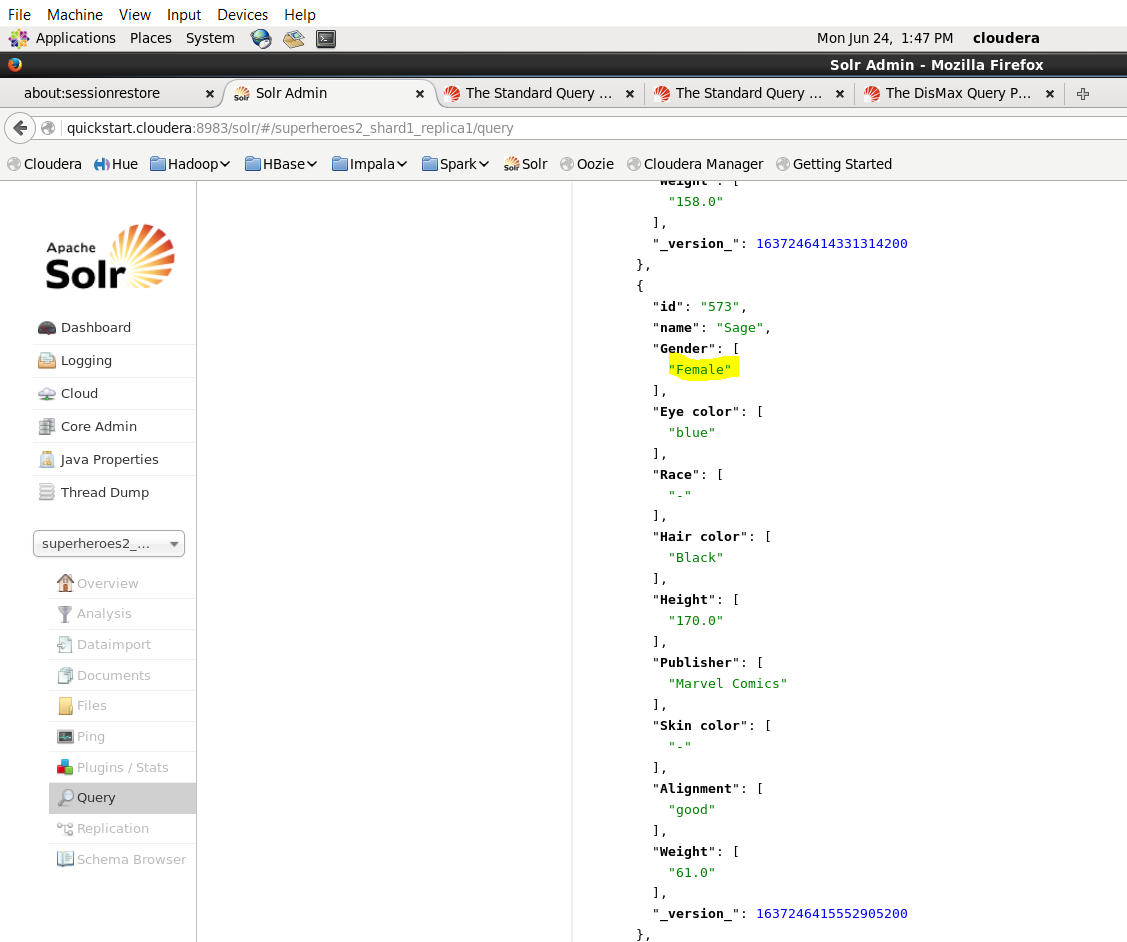 File Machine View Input Devices Help
Applications Places System Mon Jun 24, 1:47 PM cloudera
Solr Admin - Mozilla Firefox
about:sessionrestore Solr Admin The Standard Query ... The Standard Query ... The DisMax Query P...
quickstart.cloudera:8983/solr/#/superheroes2_shard1_replica1/query
Cloudera Hue Hadoop HBase Impala Spark Solr Oozie Cloudera Manager Getting Started
Apache
Solr
Dashboard
Logging
Cloud
Core Admin
Java Properties
Thread Dump
superheroes2_...
Overview
Analysis
Dataimport
Documents
Files
Ping
Plugins / Stats
Query
Replication
Schema Browser
"Weight": [
"158.0"
],
"_version_": 1637246414331314200
},
{
"id": "573",
"name": "Sage",
"Gender": [
"Female"
],
"Eye color": [
"blue"
],
"Race": [
"-"
],
"Hair color": [
"Black"
],
"Height": [
"170.0"
],
"Publisher": [
"Marvel Comics"
],
"Skin color": [
"-"
],
"Alignment": [
"good"
],
"Weight": [
"61.0"
],
"_version_": 1637246415552905200
},